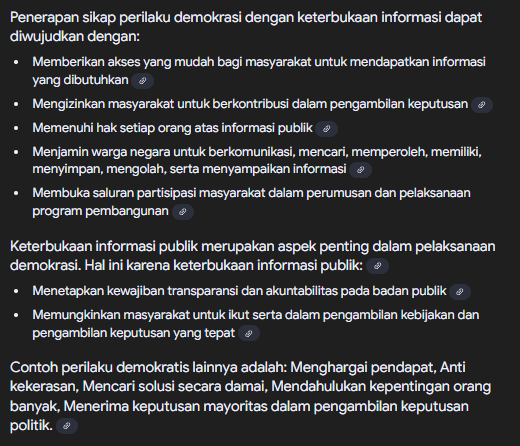 Penerapan sikap perilaku demokrasi dengan keterbukaan informasi dapat
diwujudkan dengan:
• Memberikan akses yang mudah bagi masyarakat untuk mendapatkan informasi
yang dibutuhkan
• Mengizinkan masyarakat untuk berkontribusi dalam pengambilan keputusan
• Memenuhi hak setiap orang atas informasi publik
• Menjamin warga negara untuk berkomunikasi, mencari, memperoleh, memiliki,
menyimpan, mengolah, serta menyampaikan informasi
• Membuka saluran partisipasi masyarakat dalam perumusan dan pelaksanaan
program pembangunan
Keterbukaan informasi publik merupakan aspek penting dalam pelaksanaan
demokrasi. Hal ini karena keterbukaan informasi publik:
• Menetapkan kewajiban transparansi dan akuntabilitas pada badan publik
• Memungkinkan masyarakat untuk ikut serta dalam pengambilan kebijakan dan
pengambilan keputusan yang tepat
Contoh perilaku demokratis lainnya adalah: Menghargai pendapat, Anti
kekerasan, Mencari solusi secara damai, Mendahulukan kepentingan orang
banyak, Menerima keputusan mayoritas dalam pengambilan keputusan
politik.